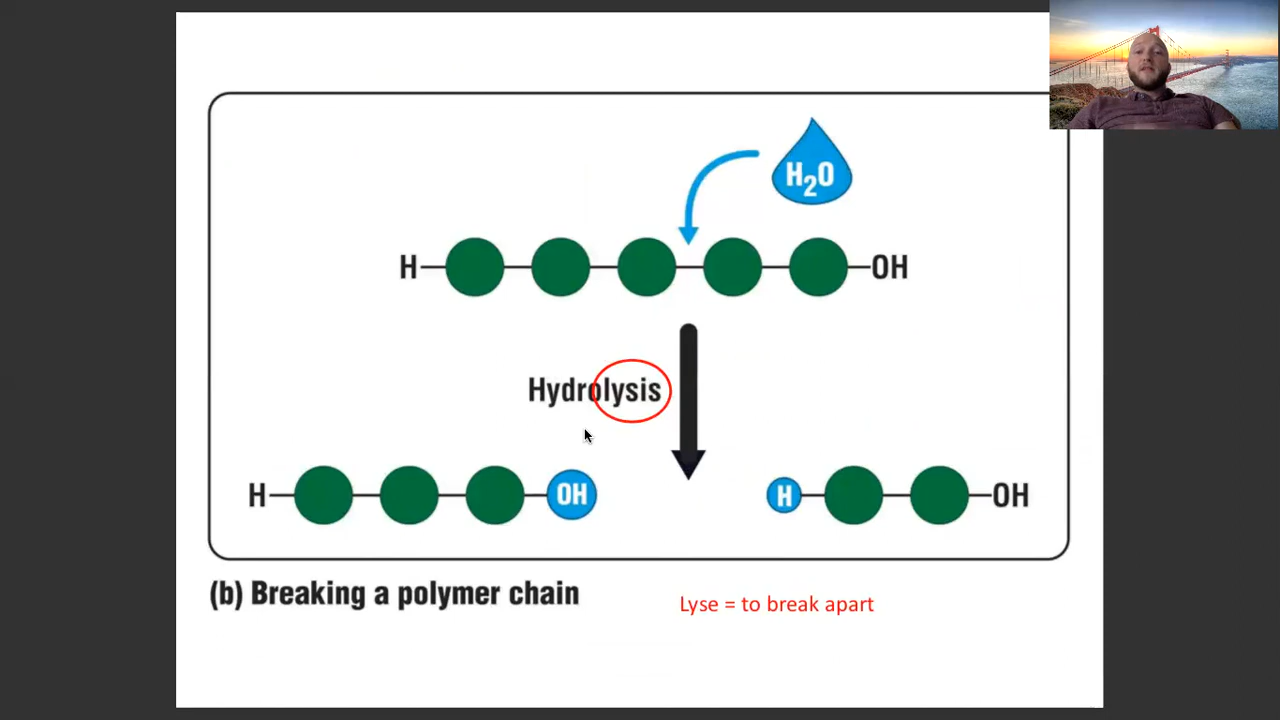 H₂O
H OH
Hydrolysis
H OH H OH
(b) Breaking a polymer chain
Lyse = to break apart